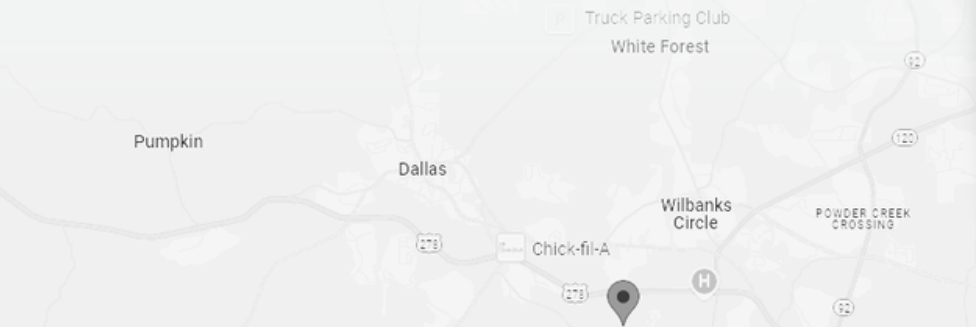 P Truck Parking Club
White Forest
92
120
Pumpkin
Dallas
Wilbanks
Circle
POWDER CREEK
CROSSING
278
Chick-fil-A
H
278
92